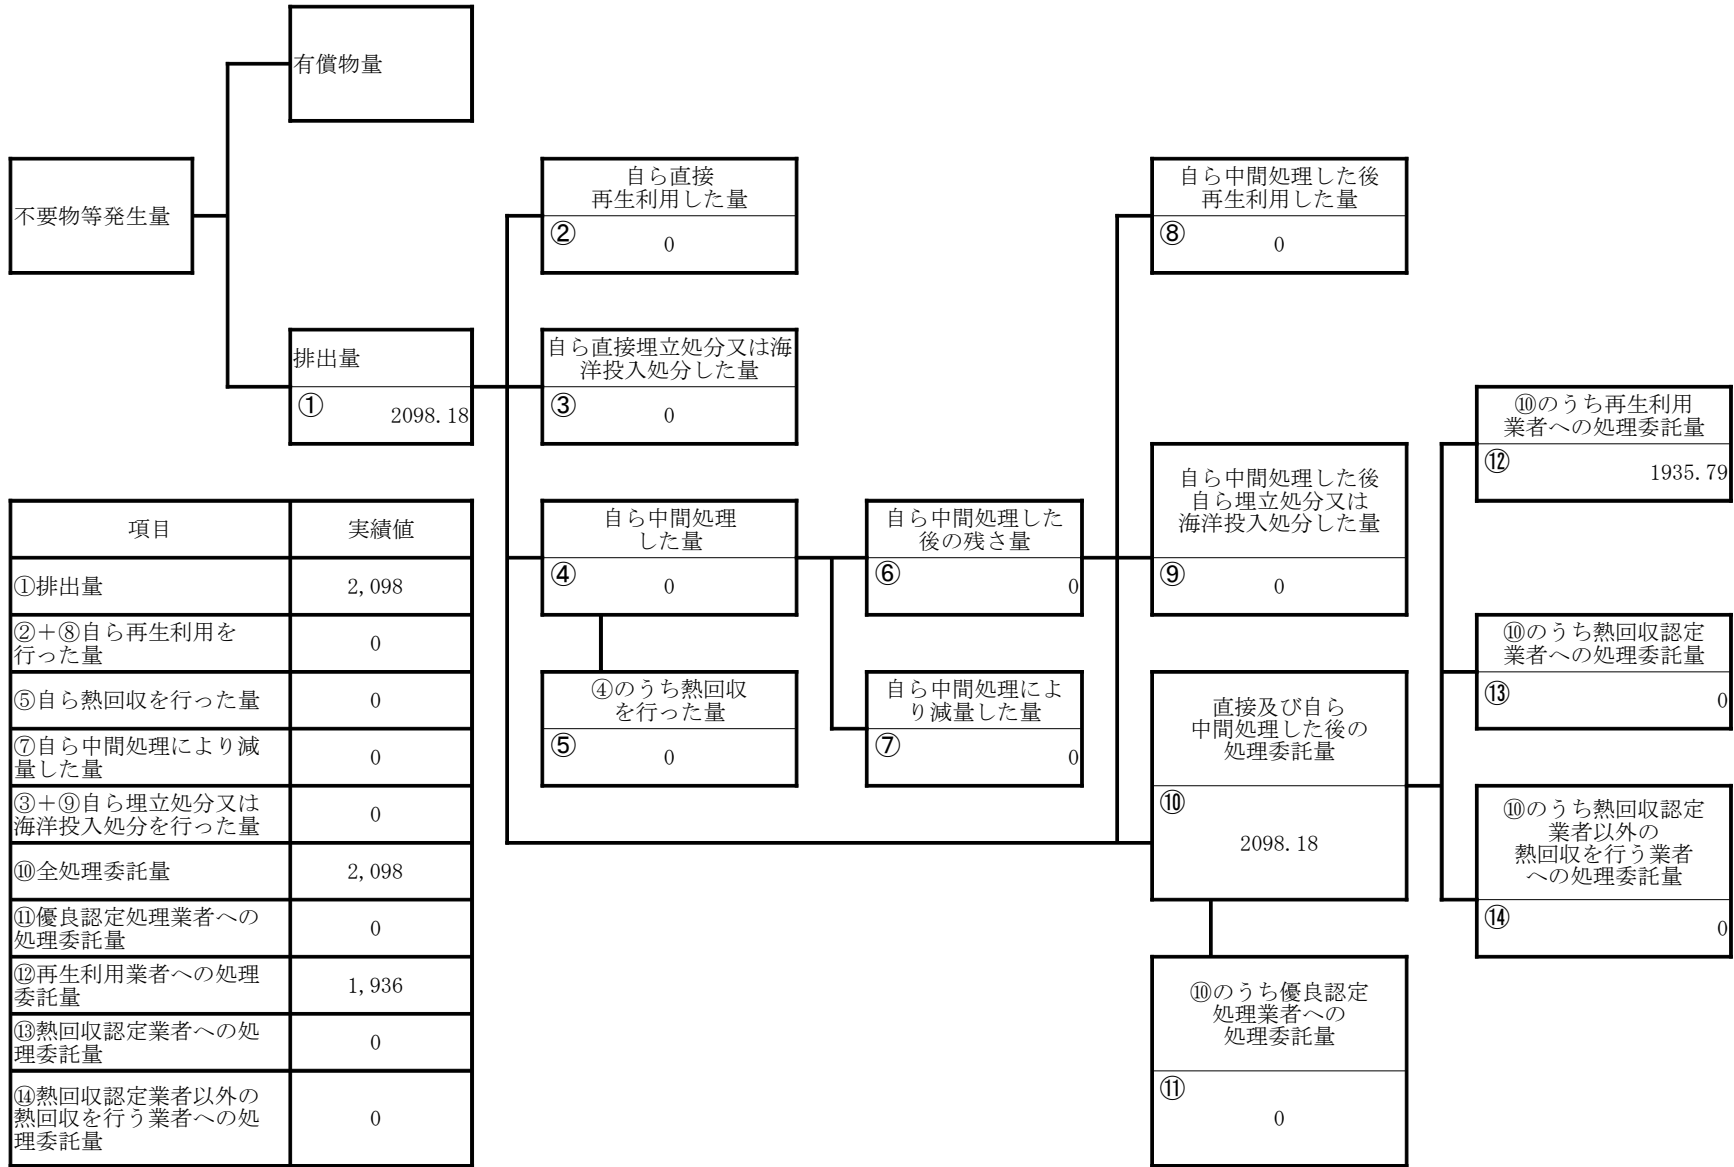 有償物量
不要物等発生量
自ら直接
再生利用した量
②
0
自ら中間処理した後
再生利用した量
⑧
0
排出量
①
2098.18
自ら直接埋立処分又は海
洋投入処分した量
③
0
⑩のうち再生利用
業者への処理委託量
⑫
1935.79
自ら中間処理
した量
④
0
自ら中間処理した
後の残さ量
⑥
0
自ら中間処理した後
自ら埋立処分又は
海洋投入処分した量
⑨
0
⑩のうち熱回収認定
業者への処理委託量
⑬
0
④のうち熱回収
を行った量
⑤
0
自ら中間処理によ
り減量した量
⑦
0
直接及び自ら
中間処理した後の
処理委託量
⑩
2098.18
⑩のうち熱回収認定
業者以外の
熱回収を行う業者
への処理委託量
⑭
0
⑩のうち優良認定
処理業者への
処理委託量
⑪
0
項目 実績値
①排出量 2,098
②+⑧自ら再生利用を
行った量 0
⑤自ら熱回収を行った量 0
⑦自ら中間処理により減
量した量 0
③+⑨自ら埋立処分又は
海洋投入処分を行った量 0
⑩全処理委託量 2,098
⑪優良認定処理業者への
処理委託量 0
⑫再生利用業者への処理
委託量 1,936
⑬熱回収認定業者への処
理委託量 0
⑭熱回収認定業者以外の
熱回収を行う業者への処
理委託量 0